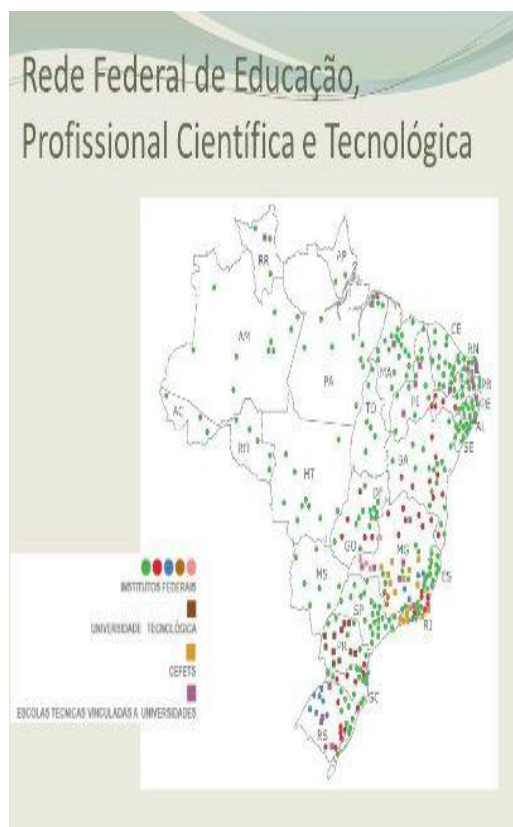 Rede Federal de Educação,
Profissional Científica e Tecnológica
RR
AP
AM
PA
CE
RN
MA
PB
PI
PE
AL
SE
AC
TO
RO
BA
MT
DF
GO
MG
ES
MS
SP
RJ
PR
SC
RS
INSTITUTOS FEDERAIS
UNIVERSIDADE TECNOLÓGICA
CEFETS
ESCOLAS TECNICAS VINCULADAS A UNIVERSIDADES